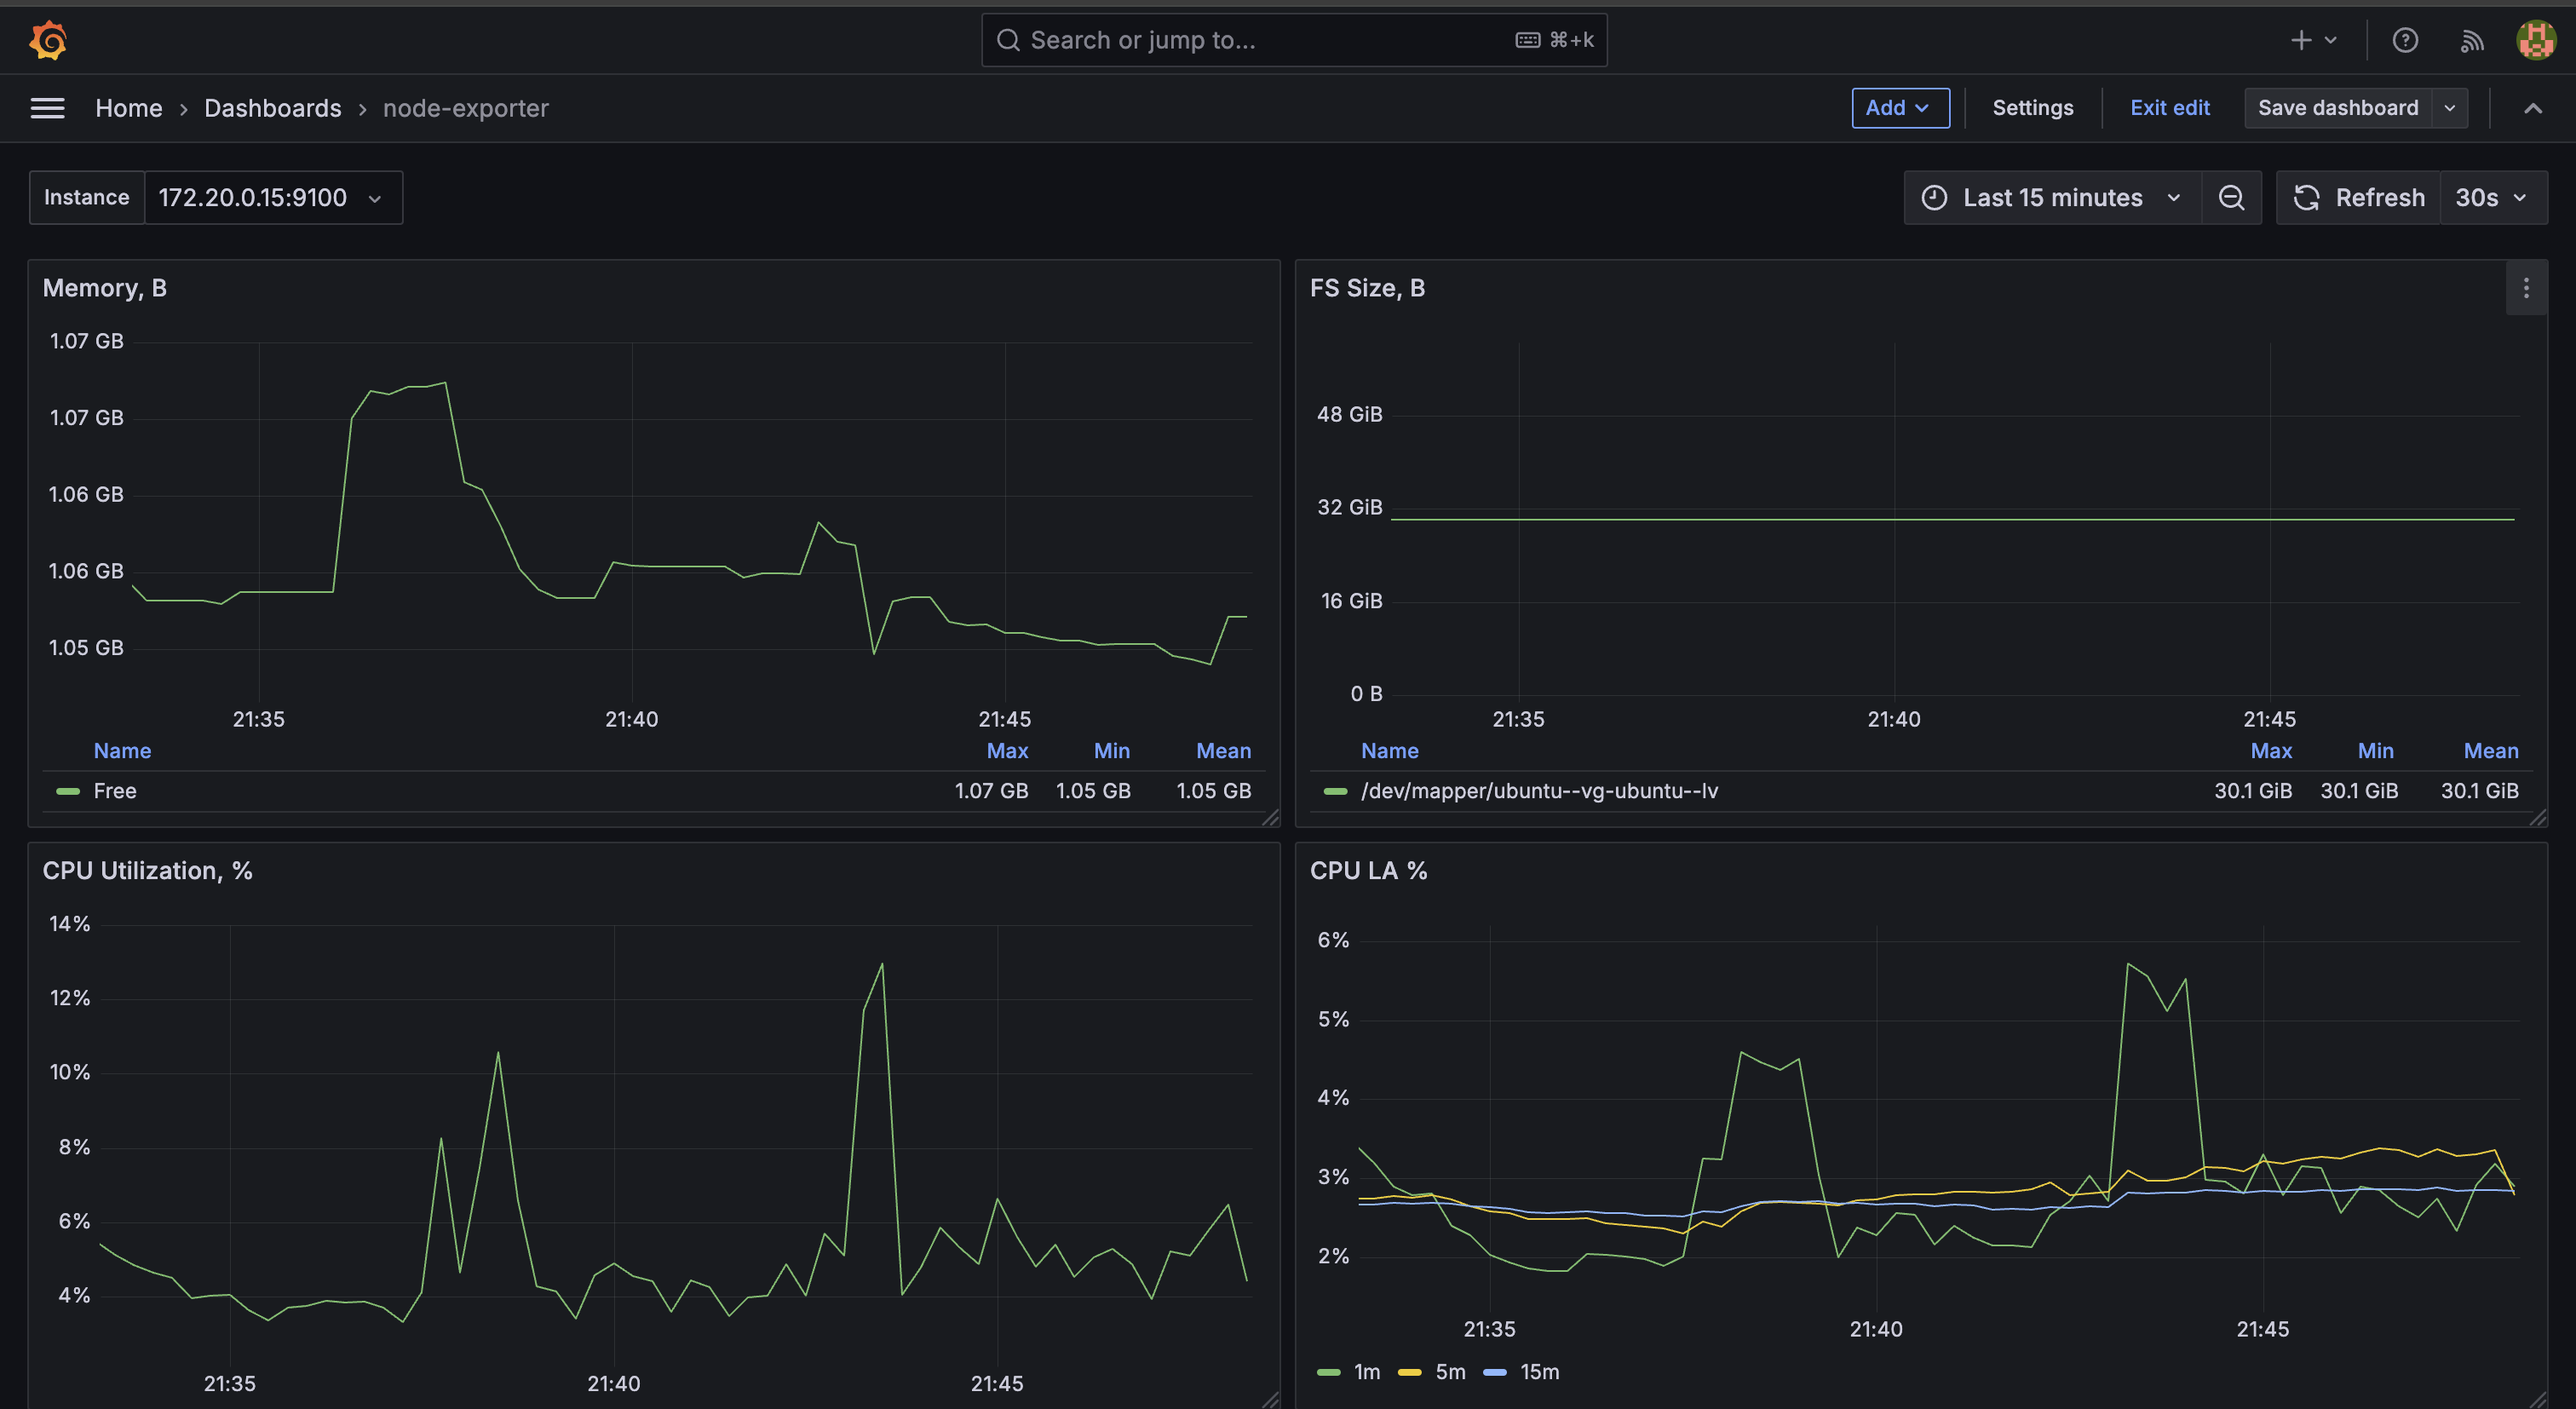 Search or jump to... ⌘+k
Home > Dashboards > node-exporter Add Settings Exit edit Save dashboard
Instance 172.20.0.15:9100 Last 15 minutes Refresh 30s
Memory, B
1.07 GB
1.07 GB
1.06 GB
1.06 GB
1.05 GB
21:35 21:40 21:45
Name Max Min Mean
Free 1.07 GB 1.05 GB 1.05 GB
FS Size, B
48 GiB
32 GiB
16 GiB
0 B
21:35 21:40 21:45
Name Max Min Mean
/dev/mapper/ubuntu--vg-ubuntu--lv 30.1 GiB 30.1 GiB 30.1 GiB
CPU Utilization, %
14%
12%
10%
8%
6%
4%
21:35 21:40 21:45
CPU LA %
6%
5%
4%
3%
2%
21:35 21:40 21:45
1m 5m 15m